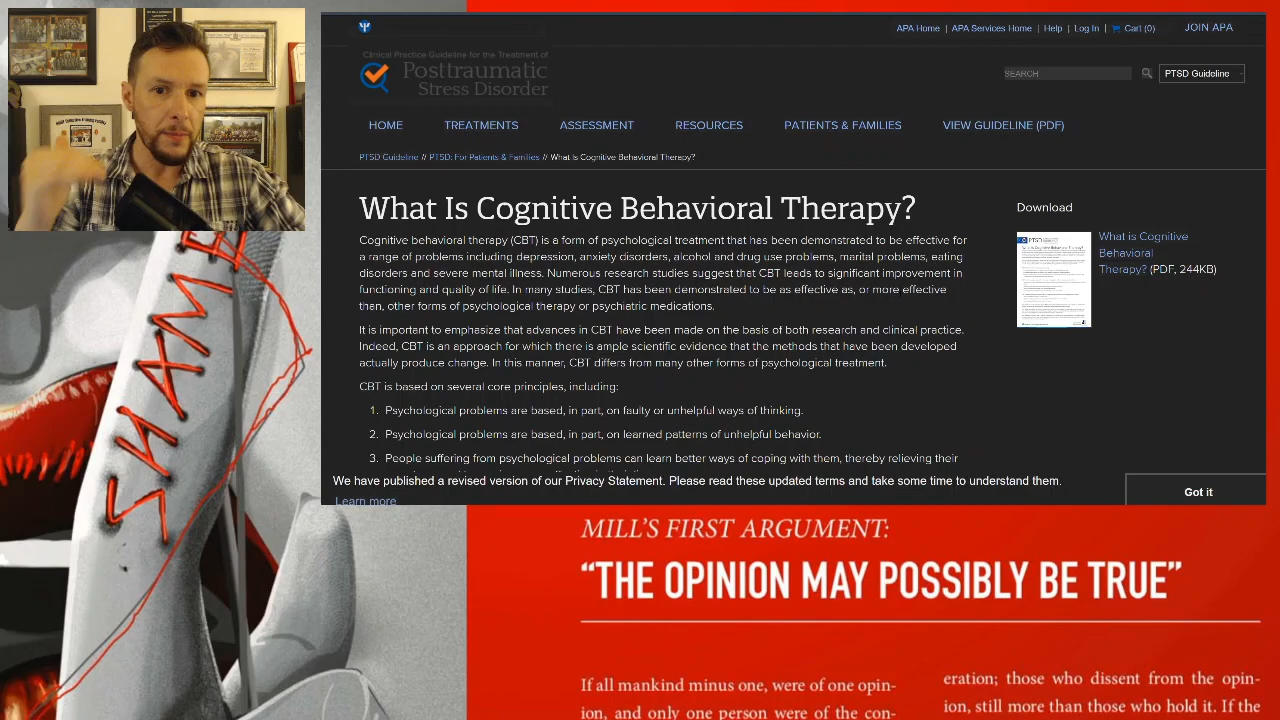 APA Home | APA Services Home | Help | Log In | Cart (0) JOIN APA
Clinical Practice Guideline for the Treatment of
Posttraumatic
Stress Disorder
SEARCH
PTSD Guideline
HOME TREATMENTS ASSESSMENT RESOURCES PATIENTS & FAMILIES VIEW GUIDELINE (PDF)
PTSD Guideline // PTSD: For Patients & Families // What Is Cognitive Behavioral Therapy?
What Is Cognitive Behavioral Therapy?
Cognitive behavioral therapy (CBT) is a form of psychological treatment that has been demonstrated to be effective for
of problems including depression, anxiety disorders, alcohol and drug use problems, marital problems, eating
disorders and severe mental illness. Numerous research studies suggest that CBT leads to significant improvement in
ioning and quality of life. In many studies, CBT has been demonstrated to be as effective as, or more effective
than, other forms of psychological therapy or psychiatric medications.
It is important to emphasize that advances in CBT have been made on the basis of both research and clinical practice.
Indeed, CBT is an approach for which there is ample scientific evidence that the methods that have been developed
actually produce change. In this manner, CBT differs from many other forms of psychological treatment.
CBT is based on several core principles, including:
1. Psychological problems are based, in part, on faulty or unhelpful ways of thinking.
2. Psychological problems are based, in part, on learned patterns of unhelpful behavior.
3. People suffering from psychological problems can learn better ways of coping with them, thereby relieving their
Download
What is Cognitive
Behavioral
Therapy? (PDF, 241KB)
We have published a revised version of our Privacy Statement. Please read these updated terms and take some time to understand them.
Learn more
Got it
SHAME
MILL'S FIRST ARGUMENT:
“THE OPINION MAY POSSIBLY BE TRUE”
If all mankind minus one, were of one opin-
ion, and only one person were of the con-
eration; those who dissent from the opin-
ion, still more than those who hold it. If the